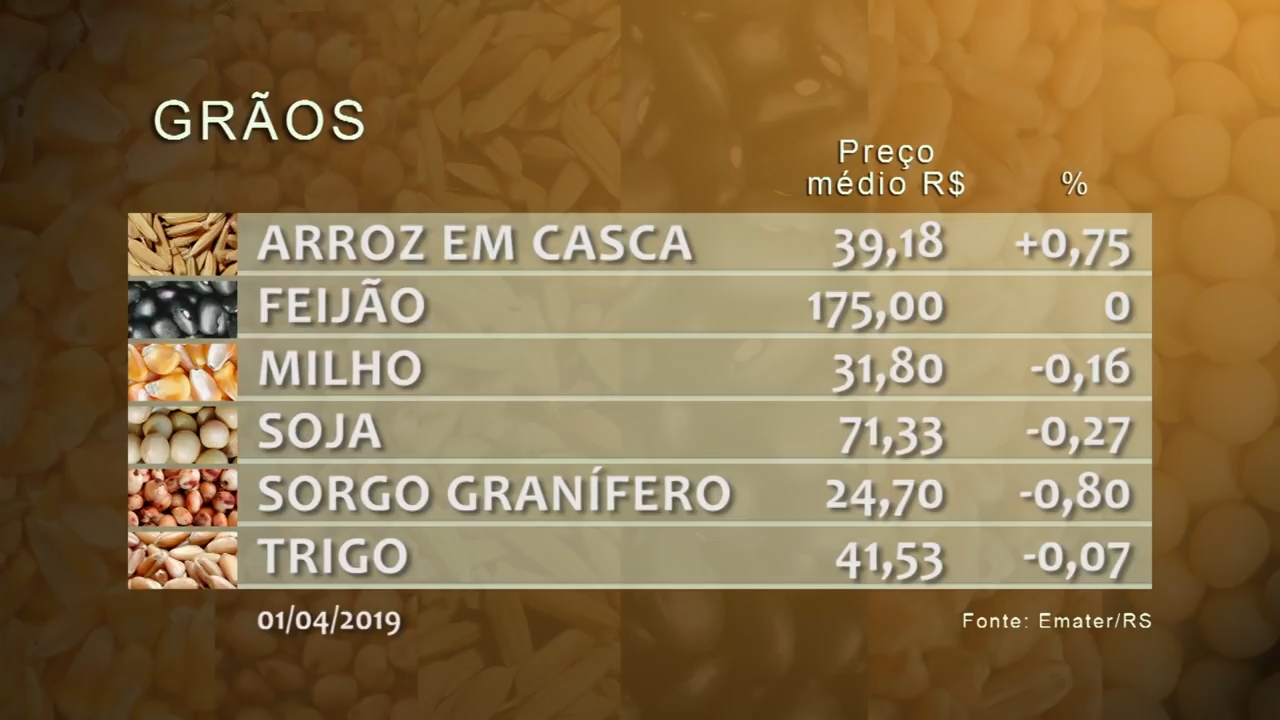 GRÃOS
Preço
médio R$ %
ARROZ EM CASCA 39,18 +0,75
FEIJÃO 175,00 0
MILHO 31,80 -0,16
SOJA 71,33 -0,27
SORGO GRANÍFERO 24,70 -0,80
TRIGO 41,53 -0,07
01/04/2019 Fonte: Emater/RS